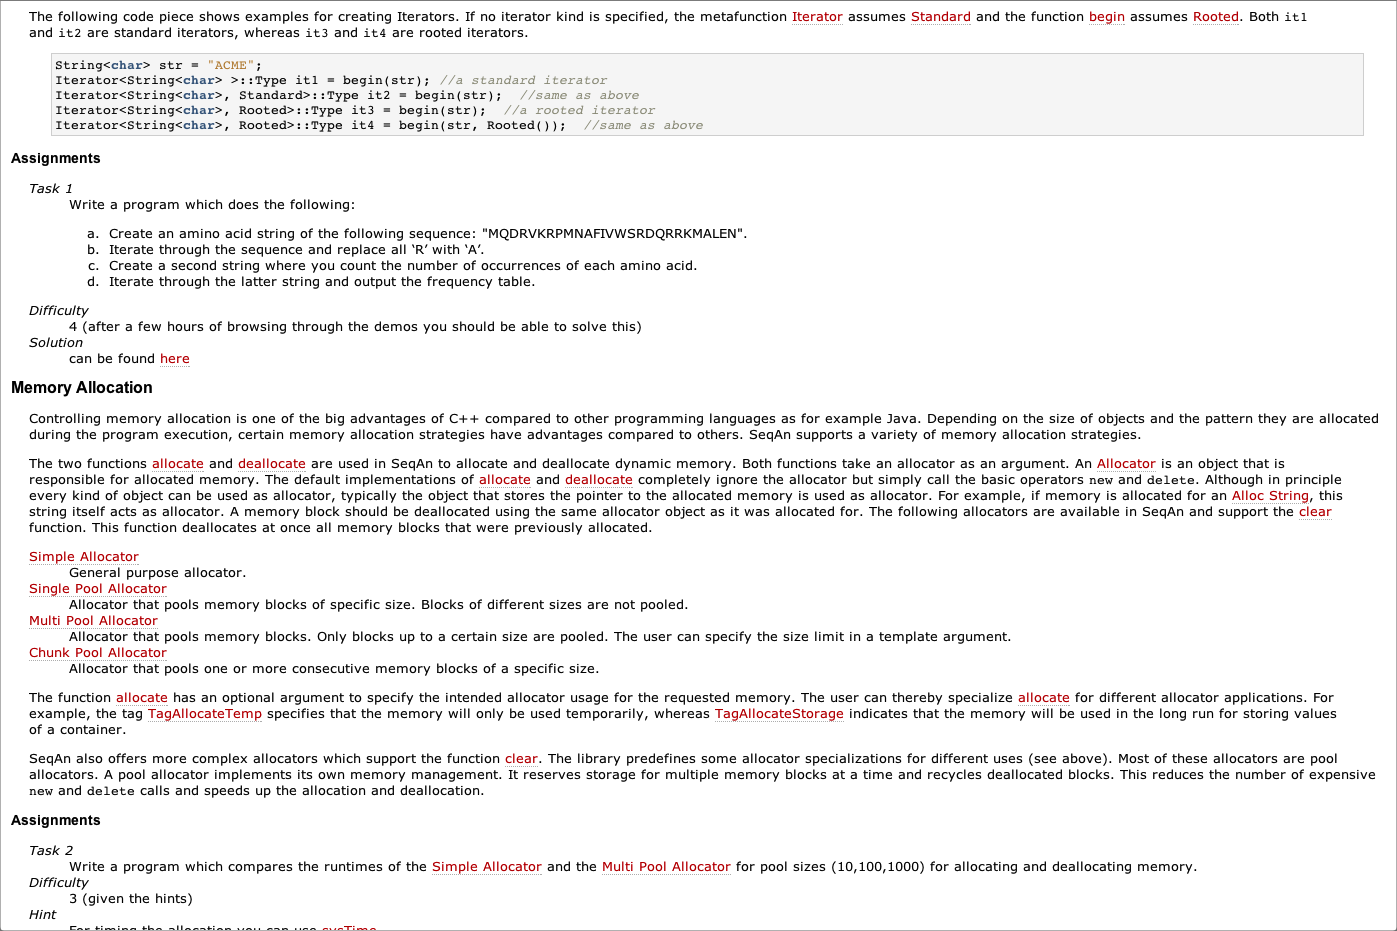 The following code piece shows examples for creating Iterators. If no iterator kind is specified, the metafunction Iterator assumes Standard and the function begin assumes Rooted. Both it1
and it2 are standard iterators, whereas it3 and it4 are rooted iterators.
String<char> str = "ACME";
Iterator<String<char> >::Type it1 = begin(str); //a standard iterator
Iterator<String<char>, Standard>::Type it2 = begin(str);  //same as above
Iterator<String<char>, Rooted>::Type it3 = begin(str);  //a rooted iterator
Iterator<String<char>, Rooted>::Type it4 = begin(str, Rooted());  //same as above
Assignments
Task 1
Write a program which does the following:
a. Create an amino acid string of the following sequence: "MQDRVKRPMNAFIVWSRDQRRKMALEN".
b. Iterate through the sequence and replace all ‘R’ with ‘A’.
c. Create a second string where you count the number of occurrences of each amino acid.
d. Iterate through the latter string and output the frequency table.
Difficulty
4 (after a few hours of browsing through the demos you should be able to solve this)
Solution
can be found here
Memory Allocation
Controlling memory allocation is one of the big advantages of C++ compared to other programming languages as for example Java. Depending on the size of objects and the pattern they are allocated
during the program execution, certain memory allocation strategies have advantages compared to others. SeqAn supports a variety of memory allocation strategies.
The two functions allocate and deallocate are used in SeqAn to allocate and deallocate dynamic memory. Both functions take an allocator as an argument. An Allocator is an object that is
responsible for allocated memory. The default implementations of allocate and deallocate completely ignore the allocator but simply call the basic operators new and delete. Although in principle
every kind of object can be used as allocator, typically the object that stores the pointer to the allocated memory is used as allocator. For example, if memory is allocated for an Alloc String, this
string itself acts as allocator. A memory block should be deallocated using the same allocator object as it was allocated for. The following allocators are available in SeqAn and support the clear
function. This function deallocates at once all memory blocks that were previously allocated.
Simple Allocator
General purpose allocator.
Single Pool Allocator
Allocator that pools memory blocks of specific size. Blocks of different sizes are not pooled.
Multi Pool Allocator
Allocator that pools memory blocks. Only blocks up to a certain size are pooled. The user can specify the size limit in a template argument.
Chunk Pool Allocator
Allocator that pools one or more consecutive memory blocks of a specific size.
The function allocate has an optional argument to specify the intended allocator usage for the requested memory. The user can thereby specialize allocate for different allocator applications. For
example, the tag TagAllocateTemp specifies that the memory will only be used temporarily, whereas TagAllocateStorage indicates that the memory will be used in the long run for storing values
of a container.
SeqAn also offers more complex allocators which support the function clear. The library predefines some allocator specializations for different uses (see above). Most of these allocators are pool
allocators. A pool allocator implements its own memory management. It reserves storage for multiple memory blocks at a time and recycles deallocated blocks. This reduces the number of expensive
new and delete calls and speeds up the allocation and deallocation.
Assignments
Task 2
Write a program which compares the runtimes of the Simple Allocator and the Multi Pool Allocator for pool sizes (10,100,1000) for allocating and deallocating memory.
Difficulty
3 (given the hints)
Hint
For timing the allocation you can use sysTime